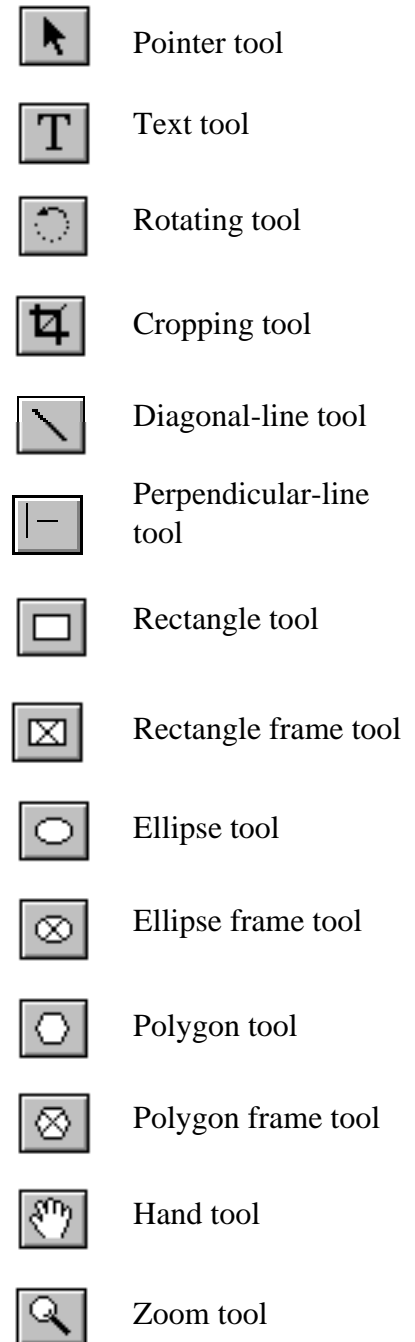 Pointer tool
T
Text tool
Rotating tool
Cropping tool
Diagonal-line tool
Perpendicular-line
tool
Rectangle tool
Rectangle frame tool
Ellipse tool
Ellipse frame tool
Polygon tool
Polygon frame tool
Hand tool
Zoom tool